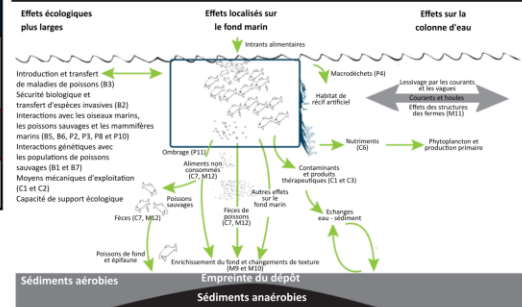 Effets écologiques
plus larges
Effets localisés sur
le fond marin
Effets sur la
colonne d'eau
Intrants alimentaires
Introduction et transfert
de maladies de poissons (B3)
Sécurité biologique et
transfert d'espèces invasives (B2)
Interactions avec les oiseaux marins,
les poissons sauvages et les mammifères
marins (B5, B6, P2, P3, P8 et P10)
Interactions génétiques avec
les populations de poissons
sauvages (B1 et B7)
Moyens mécaniques d'exploitation
(C1 et C2)
Capacité de support écologique
Macrodéchets (P4)
Habitat de
récif artificiel
Lessivage par les courants
et les vagues
Courants et houles
Effets des structures
des fermes (M11)
Nutriments
(C6)
Phytoplancton et
production primaire
Ombrage (P11)
Aliments non
consommés
(C7, M12)
Contaminants
et produits
thérapeutiques (C1 et C3)
Poissons
sauvages
Autres effets
sur le
fond marin
Fèces de
poissons
(C7, M12)
Fèces (C7, M12)
Echanges
eau - sédiment
Poissons de fond
et épifaune
Enrichissement du fond et changements de texture
(M9 et M10)
Sédiments aérobies
Empreinte du dépôt
Sédiments anaérobies